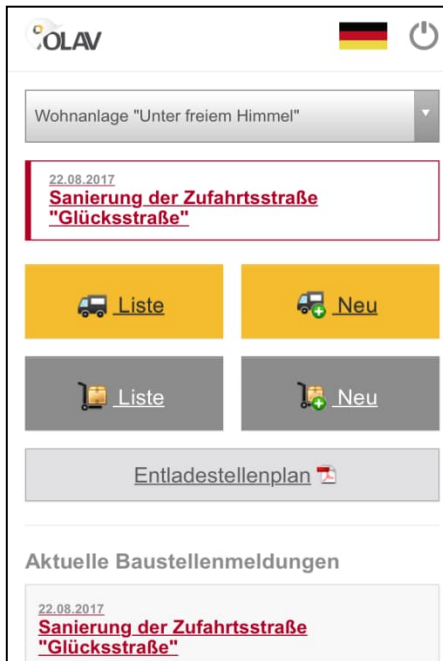 OLAV
Wohnanlage "Unter freiem Himmel"
22.08.2017
Sanierung der Zufahrtsstraße
"Glücksstraße"
Liste
Neu
Liste
Neu
Entladestellenplan
Aktuelle Baustellenmeldungen
22.08.2017
Sanierung der Zufahrtsstraße
"Glücksstraße"